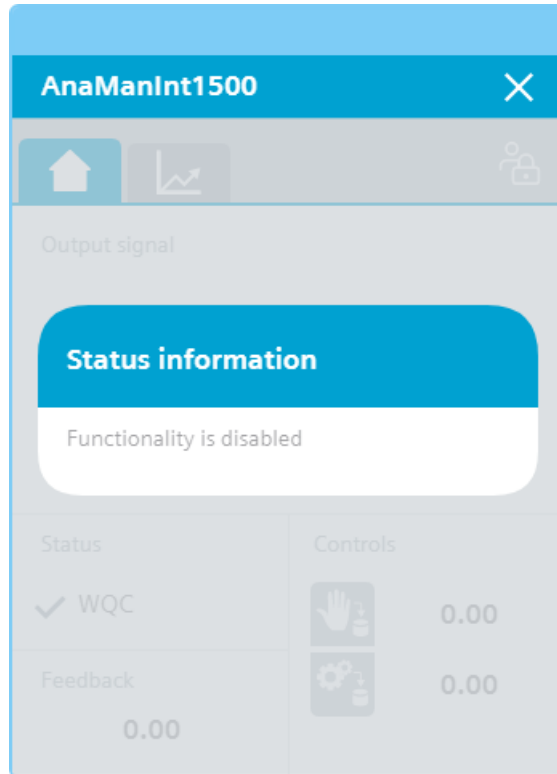 AnaManInt1500
Output signal
Status information
Functionality is disabled
Status
Controls
WQC
0.00
Feedback
0.00
0.00